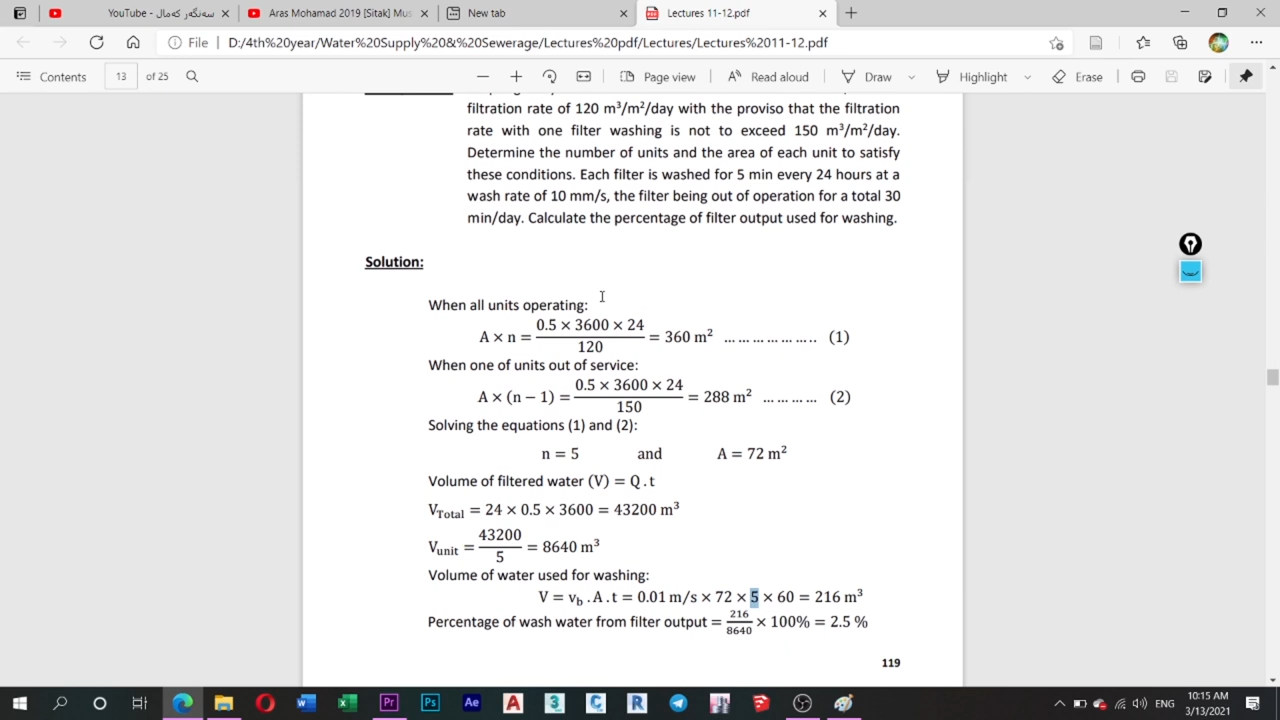 YouTube - سەنگەر کەمال
Aras Mohamad 2019 [Sitak] Mus
New tab
Lectures 11-12.pdf
File
D:/4th%20year/Water%20Supply%20&%20Sewerage/Lectures%20pdf/Lectures/Lectures%2011-12.pdf
Contents
13
of 25
Page view
Read aloud
Draw
Highlight
Erase
filtration rate of 120 m³/m²/day with the proviso that the filtration
rate with one filter washing is not to exceed 150 m³/m²/day.
Determine the number of units and the area of each unit to satisfy
these conditions. Each filter is washed for 5 min every 24 hours at a
wash rate of 10 mm/s, the filter being out of operation for a total 30
min/day. Calculate the percentage of filter output used for washing.
Solution:
When all units operating:
A × n = 0.5 × 3600 × 24 / 120 = 360 m² … … … … … … .. (1)
When one of units out of service:
A × (n − 1) = 0.5 × 3600 × 24 / 150 = 288 m² … … … … (2)
Solving the equations (1) and (2):
n = 5 and A = 72 m²
Volume of filtered water (V) = Q . t
V_Total = 24 × 0.5 × 3600 = 43200 m³
V_unit = 43200 / 5 = 8640 m³
Volume of water used for washing:
V = v_b . A . t = 0.01 m/s × 72 × 5 × 60 = 216 m³
Percentage of wash water from filter output = 216 / 8640 × 100% = 2.5 %
119
ENG
10:15 AM
3/13/2021